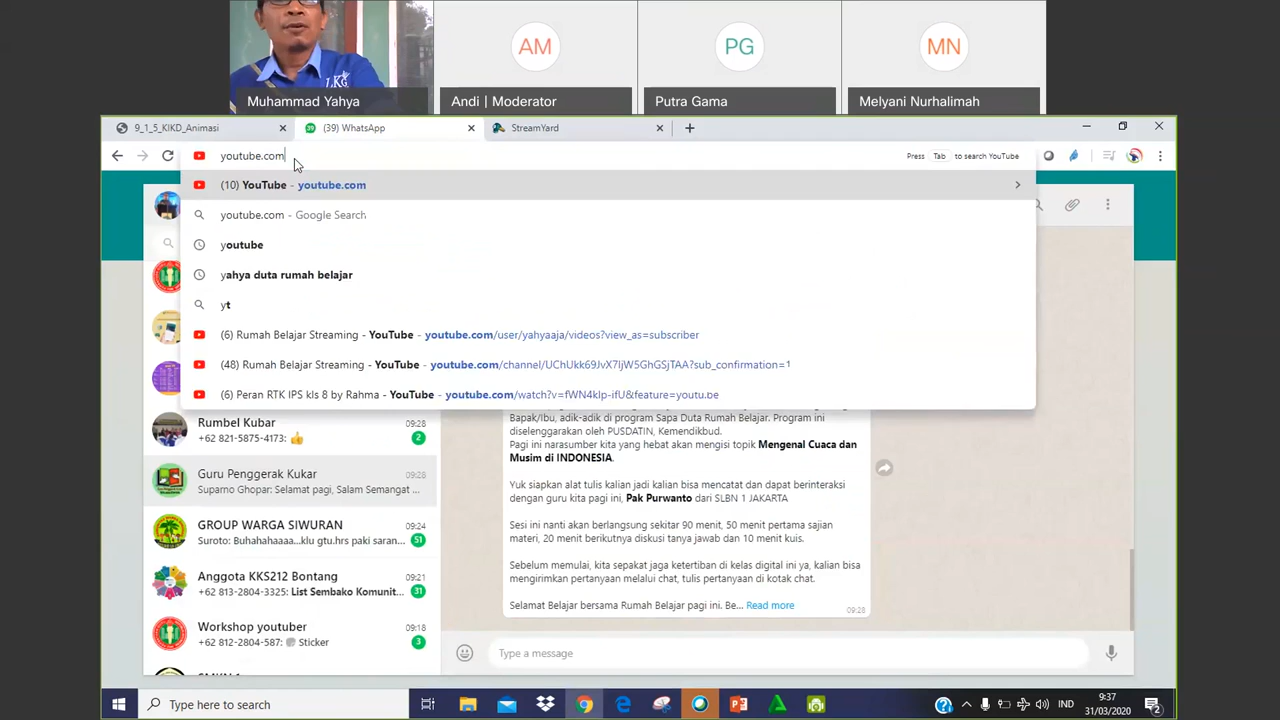 LKG
AM
PG
MN
Muhammad Yahya
Andi | Moderator
Putra Gama
Melyani Nurhalimah
9_1_5_KIKD_Animasi
(39) WhatsApp
StreamYard
youtube.com
Press Tab to search YouTube
(10) YouTube - youtube.com
youtube.com - Google Search
youtube
yahya duta rumah belajar
yt
(6) Rumah Belajar Streaming - YouTube - youtube.com/user/yahyaaja/videos?view_as=subscriber
(48) Rumah Belajar Streaming - YouTube - youtube.com/channel/UChUkk69JvX7IjW5GhGSjTAA?sub_confirmation=1
(6) Peran RTK IPS kls 8 by Rahma - YouTube - youtube.com/watch?v=fWN4kIp-ifU&feature=youtu.be
Rumbel Kubar
09:28
+62 821-5875-4173: 👍
2
Guru Penggerak Kukar
09:28
Suparno Ghopar: Selamat pagi, Salam Semangat ...
GROUP WARGA SIWURAN
09:24
Suroto: Buhahahaaaa...klu gtu.hrs paki saran...
51
Anggota KKS212 Bontang
09:21
+62 813-2804-3325: List Sembako Komunit...
31
Workshop youtuber
09:18
+62 812-2804-587: Sticker
3
Bapak/Ibu, adik-adik di program Sapa Duta Rumah Belajar. Program ini
diselenggarakan oleh PUSDATIN, Kemendikbud.
Pagi ini narasumber kita yang hebat akan mengisi topik Mengenal Cuaca dan
Musim di INDONESIA.
Yuk siapkan alat tulis kalian jadi kalian bisa mencatat dan dapat berinteraksi
dengan guru kita pagi ini, Pak Purwanto dari SLBN 1 JAKARTA
Sesi ini nanti akan berlangsung sekitar 90 menit, 50 menit pertama sajian
materi, 20 menit berikutnya diskusi tanya jawab dan 10 menit kuis.
Sebelum memulai, kita sepakat jaga ketertiban di kelas digital ini ya, kalian bisa
mengirimkan pertanyaan melalui chat, tulis pertanyaan di kotak chat.
Selamat Belajar bersama Rumah Belajar pagi ini. Be... Read more
09:28
Type a message
Type here to search
IND
9:37
31/03/2020
2